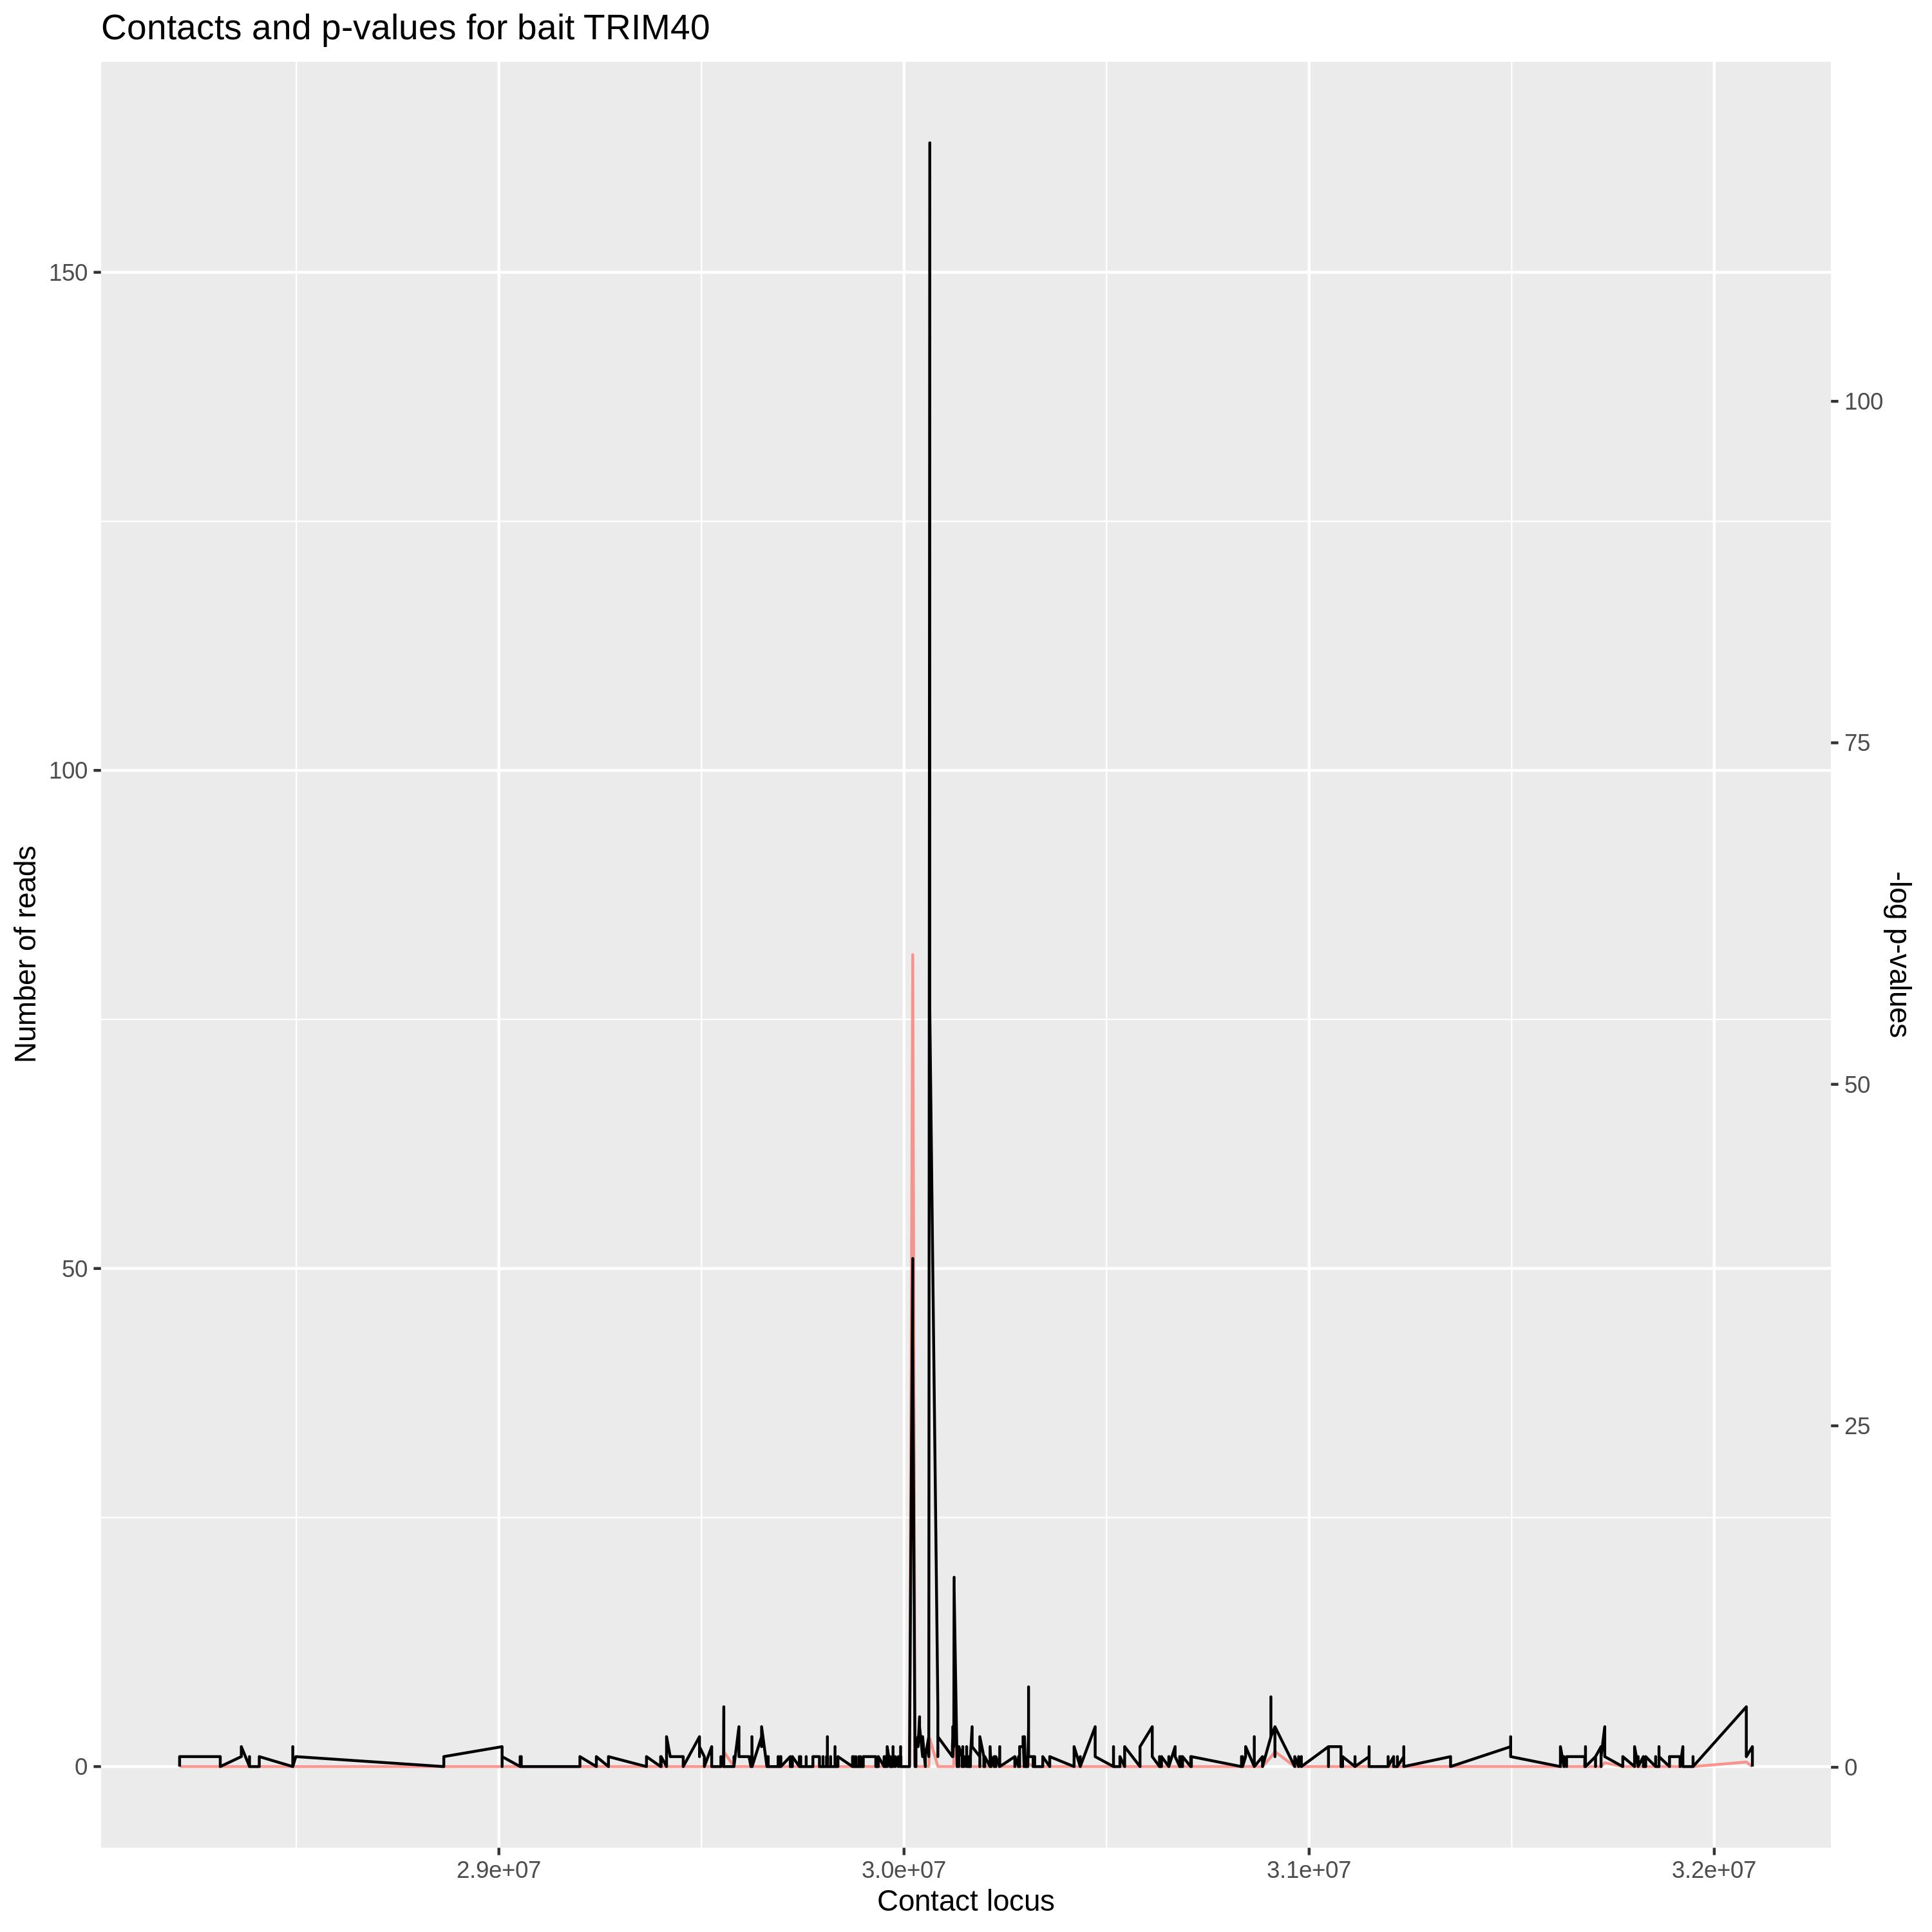 Contacts and p-values for bait TRIM40
150
100
50
0
Number of reads
100
75
50
25
0
-log p-values
2.9e+07
3.0e+07
3.1e+07
3.2e+07
Contact locus